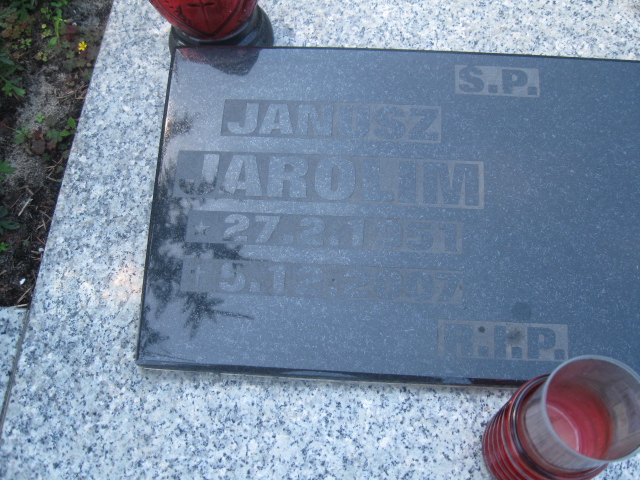 Ś.P.
JANUSZ
JAROLIM
* 27.2.1951
R.I.P.